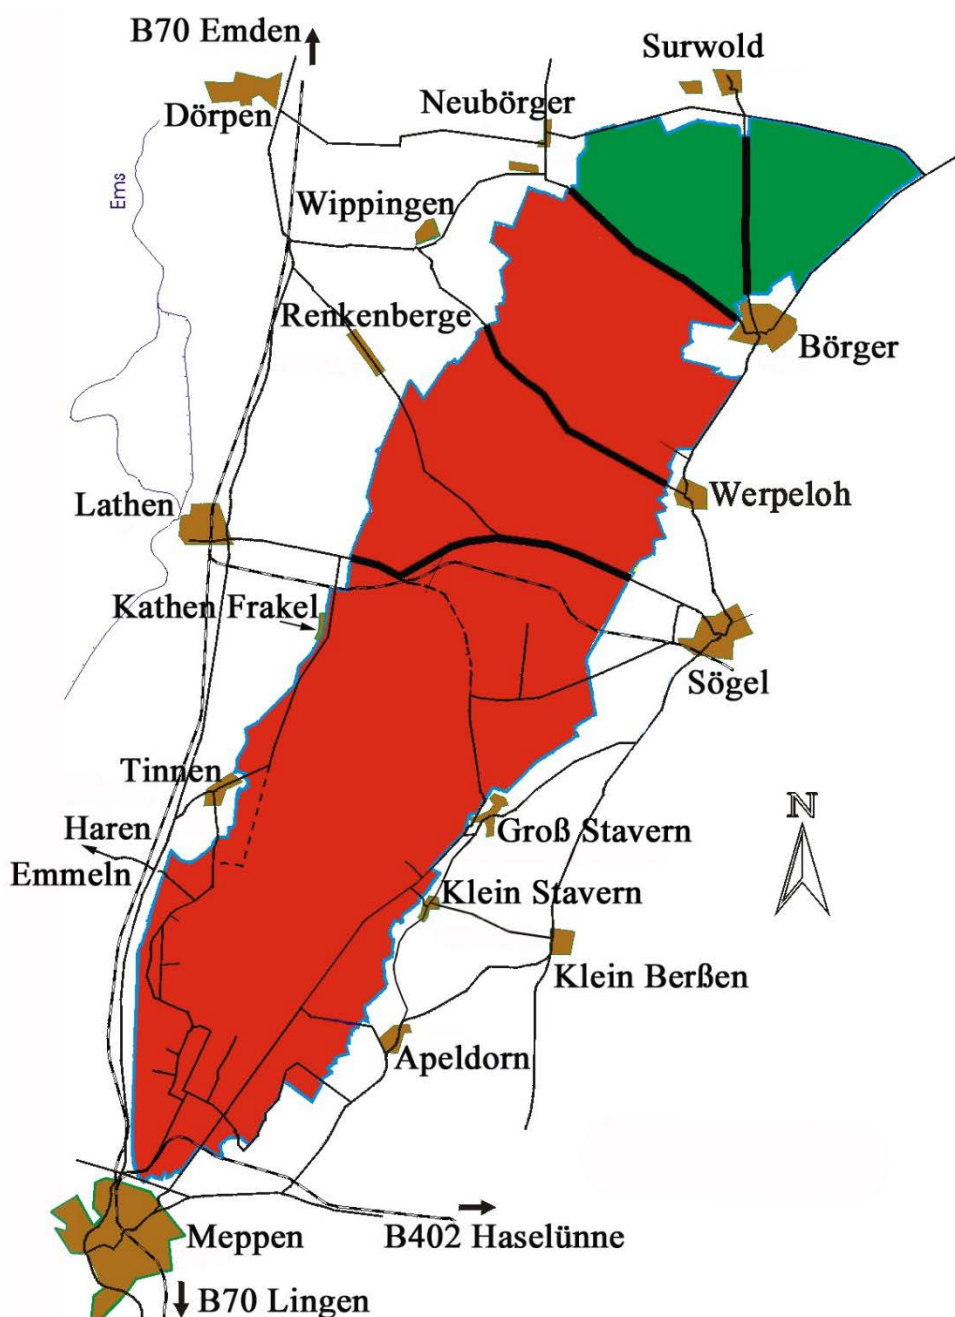 B70 Emden
Surwold
Neubörger
Dörpen
Ems
Wippingen
Renkenberge
Börger
Lathen
Werpeloh
Kathen Frakel
Sögel
Tinnen
N
Haren
Groß Stavern
Emmeln
Klein Stavern
Klein Berßen
Apeldorn
Meppen
B402 Haselünne
B70 Lingen